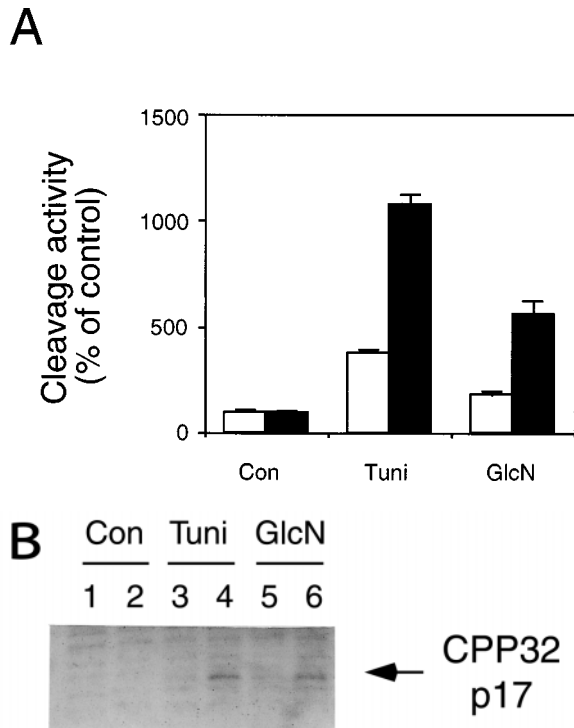 A
1500
1000
500
0
Cleavage activity
(% of control)
Con Tuni GlcN
B
Con Tuni GlcN
1 2 3 4 5 6
CPP32
p17